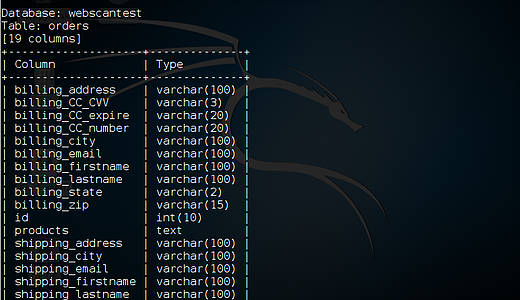 Database: webscantest
Table: orders
[19 columns]
+--------------------+--------------+
| Column | Type |
+--------------------+--------------+
| billing_address | varchar(100) |
| billing_CC_CVV | varchar(3) |
| billing_CC_expire | varchar(20) |
| billing_CC_number | varchar(20) |
| billing_city | varchar(100) |
| billing_email | varchar(100) |
| billing_firstname | varchar(100) |
| billing_lastname | varchar(100) |
| billing_state | varchar(2) |
| billing_zip | varchar(15) |
| id | int(10) |
| products | text |
| shipping_address | varchar(100) |
| shipping_city | varchar(100) |
| shipping_email | varchar(100) |
| shipping_firstname | varchar(100) |
| shipping_lastname | varchar(100) |